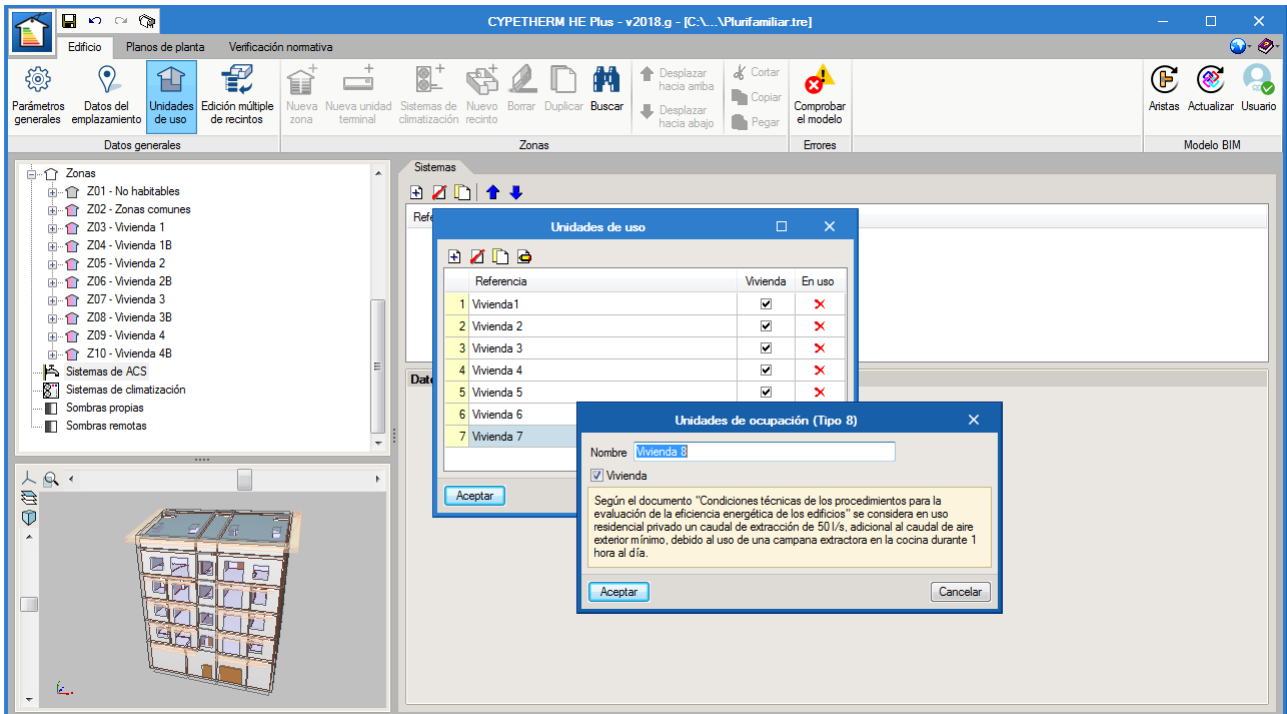 CYPETHERM HE Plus - v2018.g - [C:\...\Plurifamiliar.tre]
Edificio Planos de planta Verificación normativa
Parámetros generales
Datos del emplazamiento
Unidades de uso
Edición múltiple de recintos
Nueva zona
Nueva unidad terminal
Sistemas de climatización
Nuevo recinto
Borrar
Duplicar
Buscar
Desplazar hacia arriba
Desplazar hacia abajo
Cortar
Copiar
Pegar
Comprobar el modelo
Aristas
Actualizar
Usuario
Datos generales Zonas Errores Modelo BIM
Zonas
Z01 - No habitables
Z02 - Zonas comunes
Z03 - Vivienda 1
Z04 - Vivienda 1B
Z05 - Vivienda 2
Z06 - Vivienda 2B
Z07 - Vivienda 3
Z08 - Vivienda 3B
Z09 - Vivienda 4
Z10 - Vivienda 4B
Sistemas de ACS
Sistemas de climatización
Sombras propias
Sombras remotas
Sistemas
Refe
Dato
Unidades de uso
Referencia Vivienda En uso
1 Vivienda1
2 Vivienda 2
3 Vivienda 3
4 Vivienda 4
5 Vivienda 5
6 Vivienda 6
7 Vivienda 7
Aceptar
Unidades de ocupación (Tipo 8)
Nombre Vivienda 8
Vivienda
Según el documento "Condiciones técnicas de los procedimientos para la
evaluación de la eficiencia energética de los edificios" se considera en uso
residencial privado un caudal de extracción de 50 l/s, adicional al caudal de aire
exterior mínimo, debido al uso de una campana extractora en la cocina durante 1
hora al día.
Aceptar Cancelar